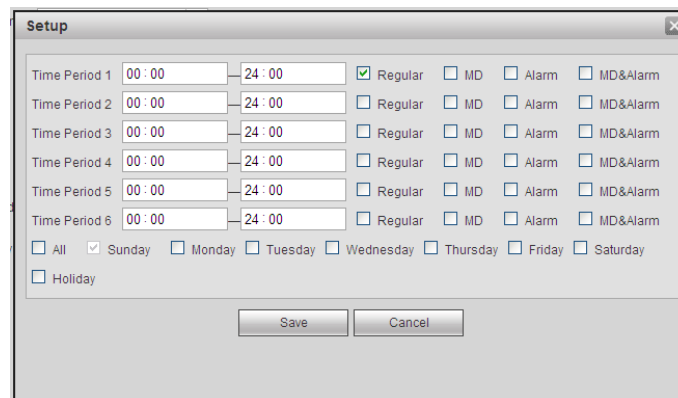 Setup
Time Period 1 00:00 — 24:00 Regular MD Alarm MD&Alarm
Time Period 2 00:00 — 24:00 Regular MD Alarm MD&Alarm
Time Period 3 00:00 — 24:00 Regular MD Alarm MD&Alarm
Time Period 4 00:00 — 24:00 Regular MD Alarm MD&Alarm
Time Period 5 00:00 — 24:00 Regular MD Alarm MD&Alarm
Time Period 6 00:00 — 24:00 Regular MD Alarm MD&Alarm
All Sunday Monday Tuesday Wednesday Thursday Friday Saturday
Holiday
Save Cancel